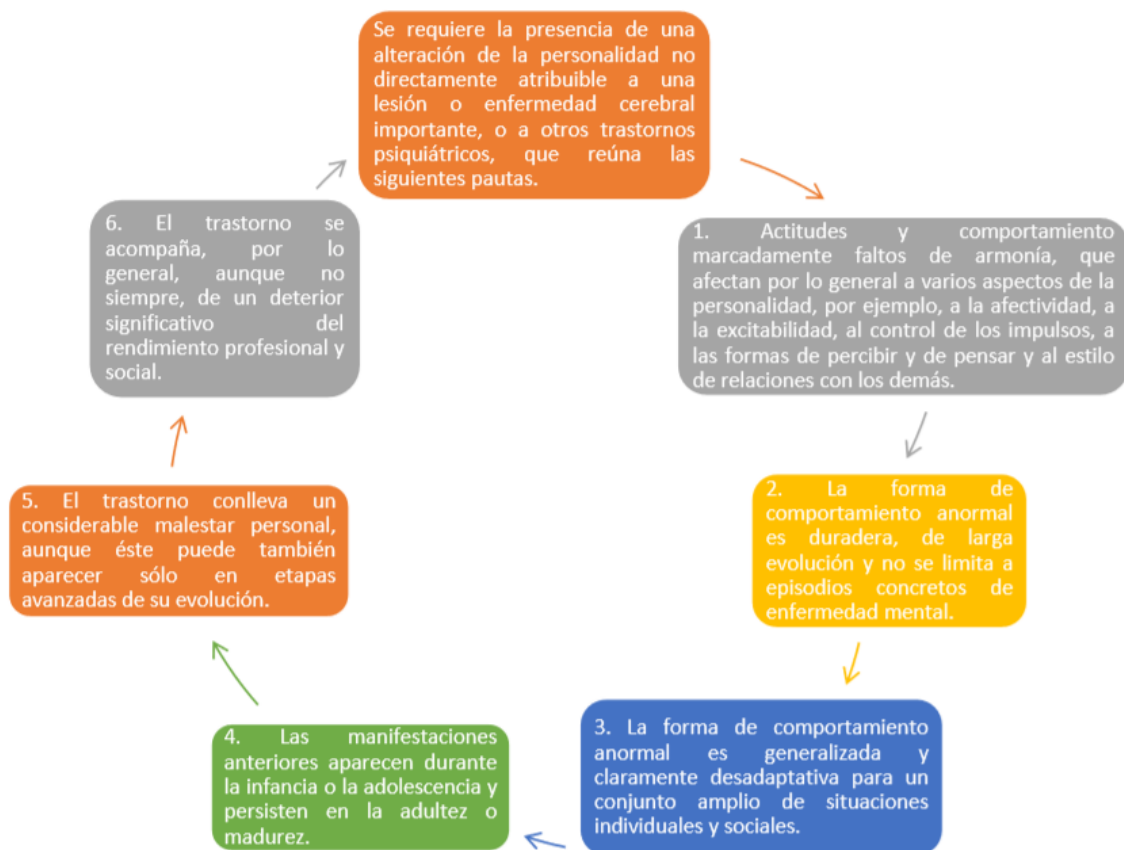 Se requiere la presencia de una
alteración de la personalidad no
directamente atribuible a una
lesión o enfermedad cerebral
importante, o a otros trastornos
psiquiátricos, que reúna las
siguientes pautas.
1. Actitudes y comportamiento
marcadamente faltos de armonía, que
afectan por lo general a varios aspectos de la
personalidad, por ejemplo, a la afectividad, a
la excitabilidad, al control de los impulsos, a
las formas de percibir y de pensar y al estilo
de relaciones con los demás.
2. La forma de
comportamiento anormal
es duradera, de larga
evolución y no se limita a
episodios concretos de
enfermedad mental.
3. La forma de comportamiento
anormal es generalizada y
claramente desadaptativa para un
conjunto amplio de situaciones
individuales y sociales.
4. Las manifestaciones
anteriores aparecen durante
la infancia o la adolescencia y
persisten en la adultez o
madurez.
5. El trastorno conlleva un
considerable malestar personal,
aunque éste puede también
aparecer sólo en etapas
avanzadas de su evolución.
6. El trastorno se
acompaña, por lo
general, aunque no
siempre, de un deterior
significativo del
rendimiento profesional y
social.